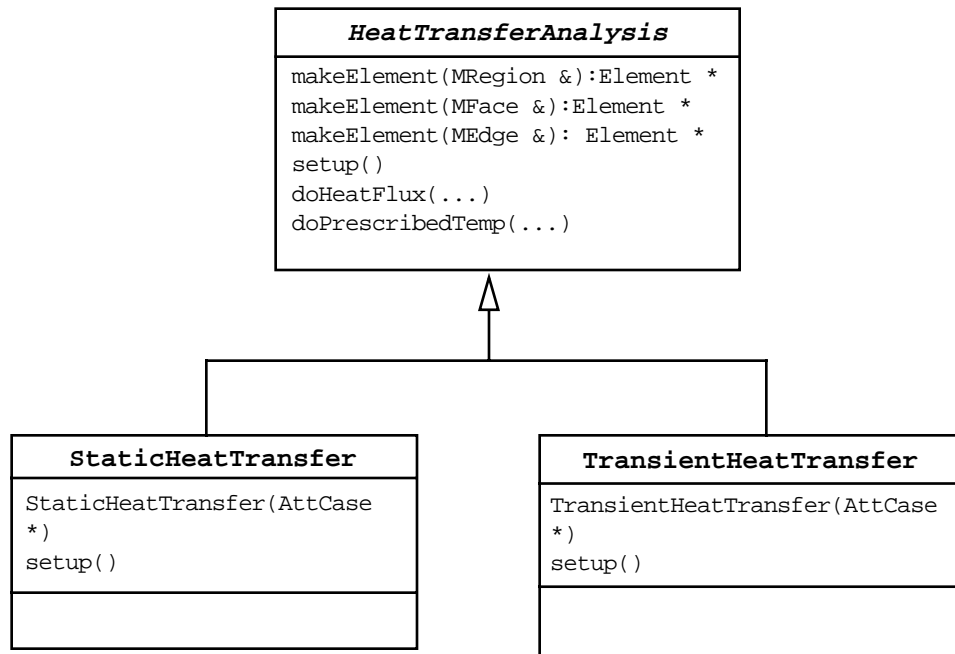 HeatTransferAnalysis
makeElement(MRegion &):Element *
makeElement(MFace &):Element *
makeElement(MEdge &): Element *
setup()
doHeatFlux(...)
doPrescribedTemp(...)
StaticHeatTransfer
StaticHeatTransfer(AttCase
*)
setup()
TransientHeatTransfer
TransientHeatTransfer(AttCase
*)
setup()